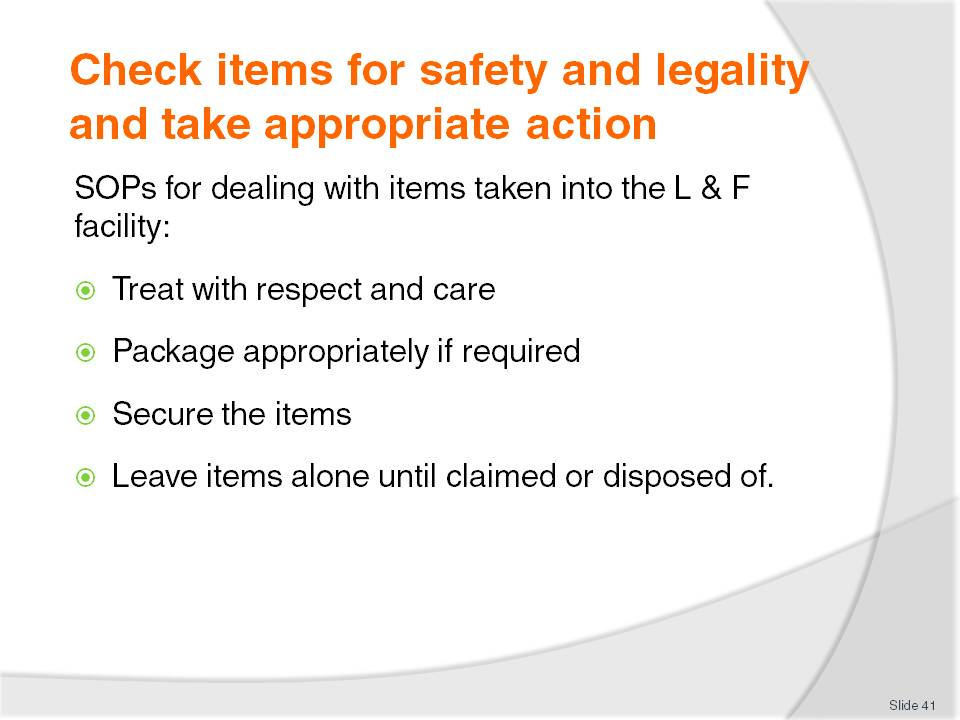 Check items for safety and legality
and take appropriate action
SOPs for dealing with items taken into the L & F
facility:
Treat with respect and care
Package appropriately if required
Secure the items
Leave items alone until claimed or disposed of.
Slide 41